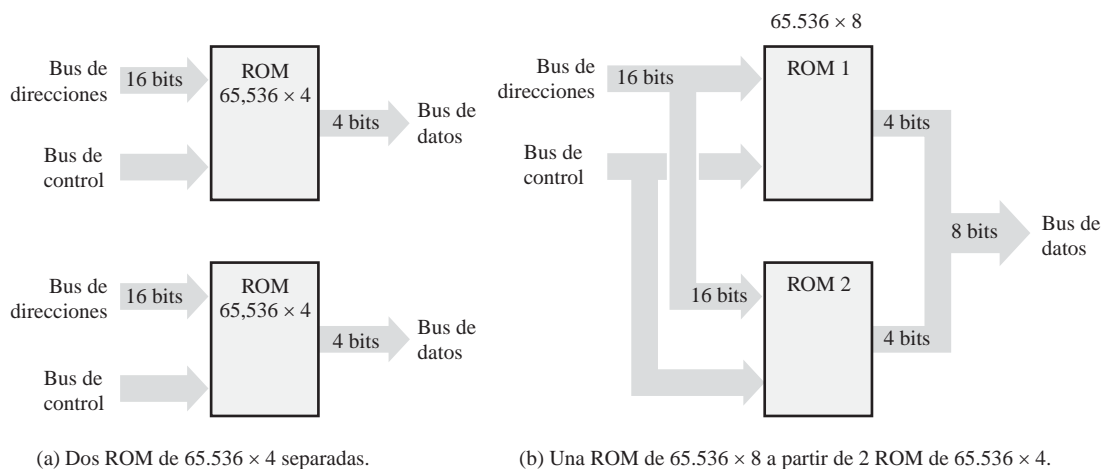 Bus de
direcciones
16 bits
ROM
65,536 × 4
4 bits
Bus de
datos
Bus de
control
Bus de
direcciones
16 bits
ROM
65,536 × 4
4 bits
Bus de
datos
Bus de
control
(a) Dos ROM de 65.536 × 4 separadas.
65.536 × 8
Bus de
direcciones
16 bits
ROM 1
4 bits
Bus de
control
8 bits
Bus de
datos
16 bits
ROM 2
4 bits
(b) Una ROM de 65.536 × 8 a partir de 2 ROM de 65.536 × 4.